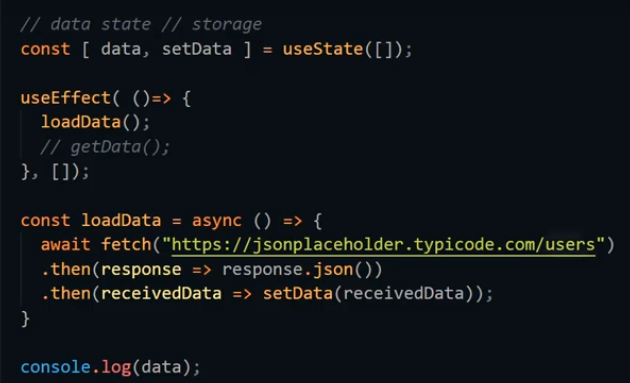 // data state // storage
const [ data, setData ] = useState([]);
useEffect( ()=> {
loadData();
// getData();
}, []);
const loadData = async () => {
await fetch("https://jsonplaceholder.typicode.com/users")
.then(response => response.json())
.then(receivedData => setData(receivedData));
}
console.log(data);